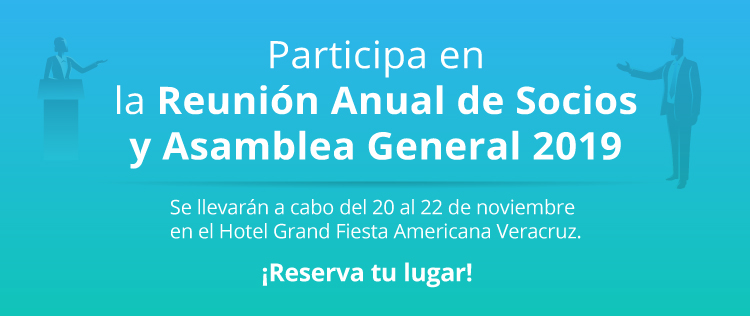 Participa en
la Reunión Anual de Socios
y Asamblea General 2019
Se llevarán a cabo del 20 al 22 de noviembre
en el Hotel Grand Fiesta Americana Veracruz.
¡Reserva tu lugar!